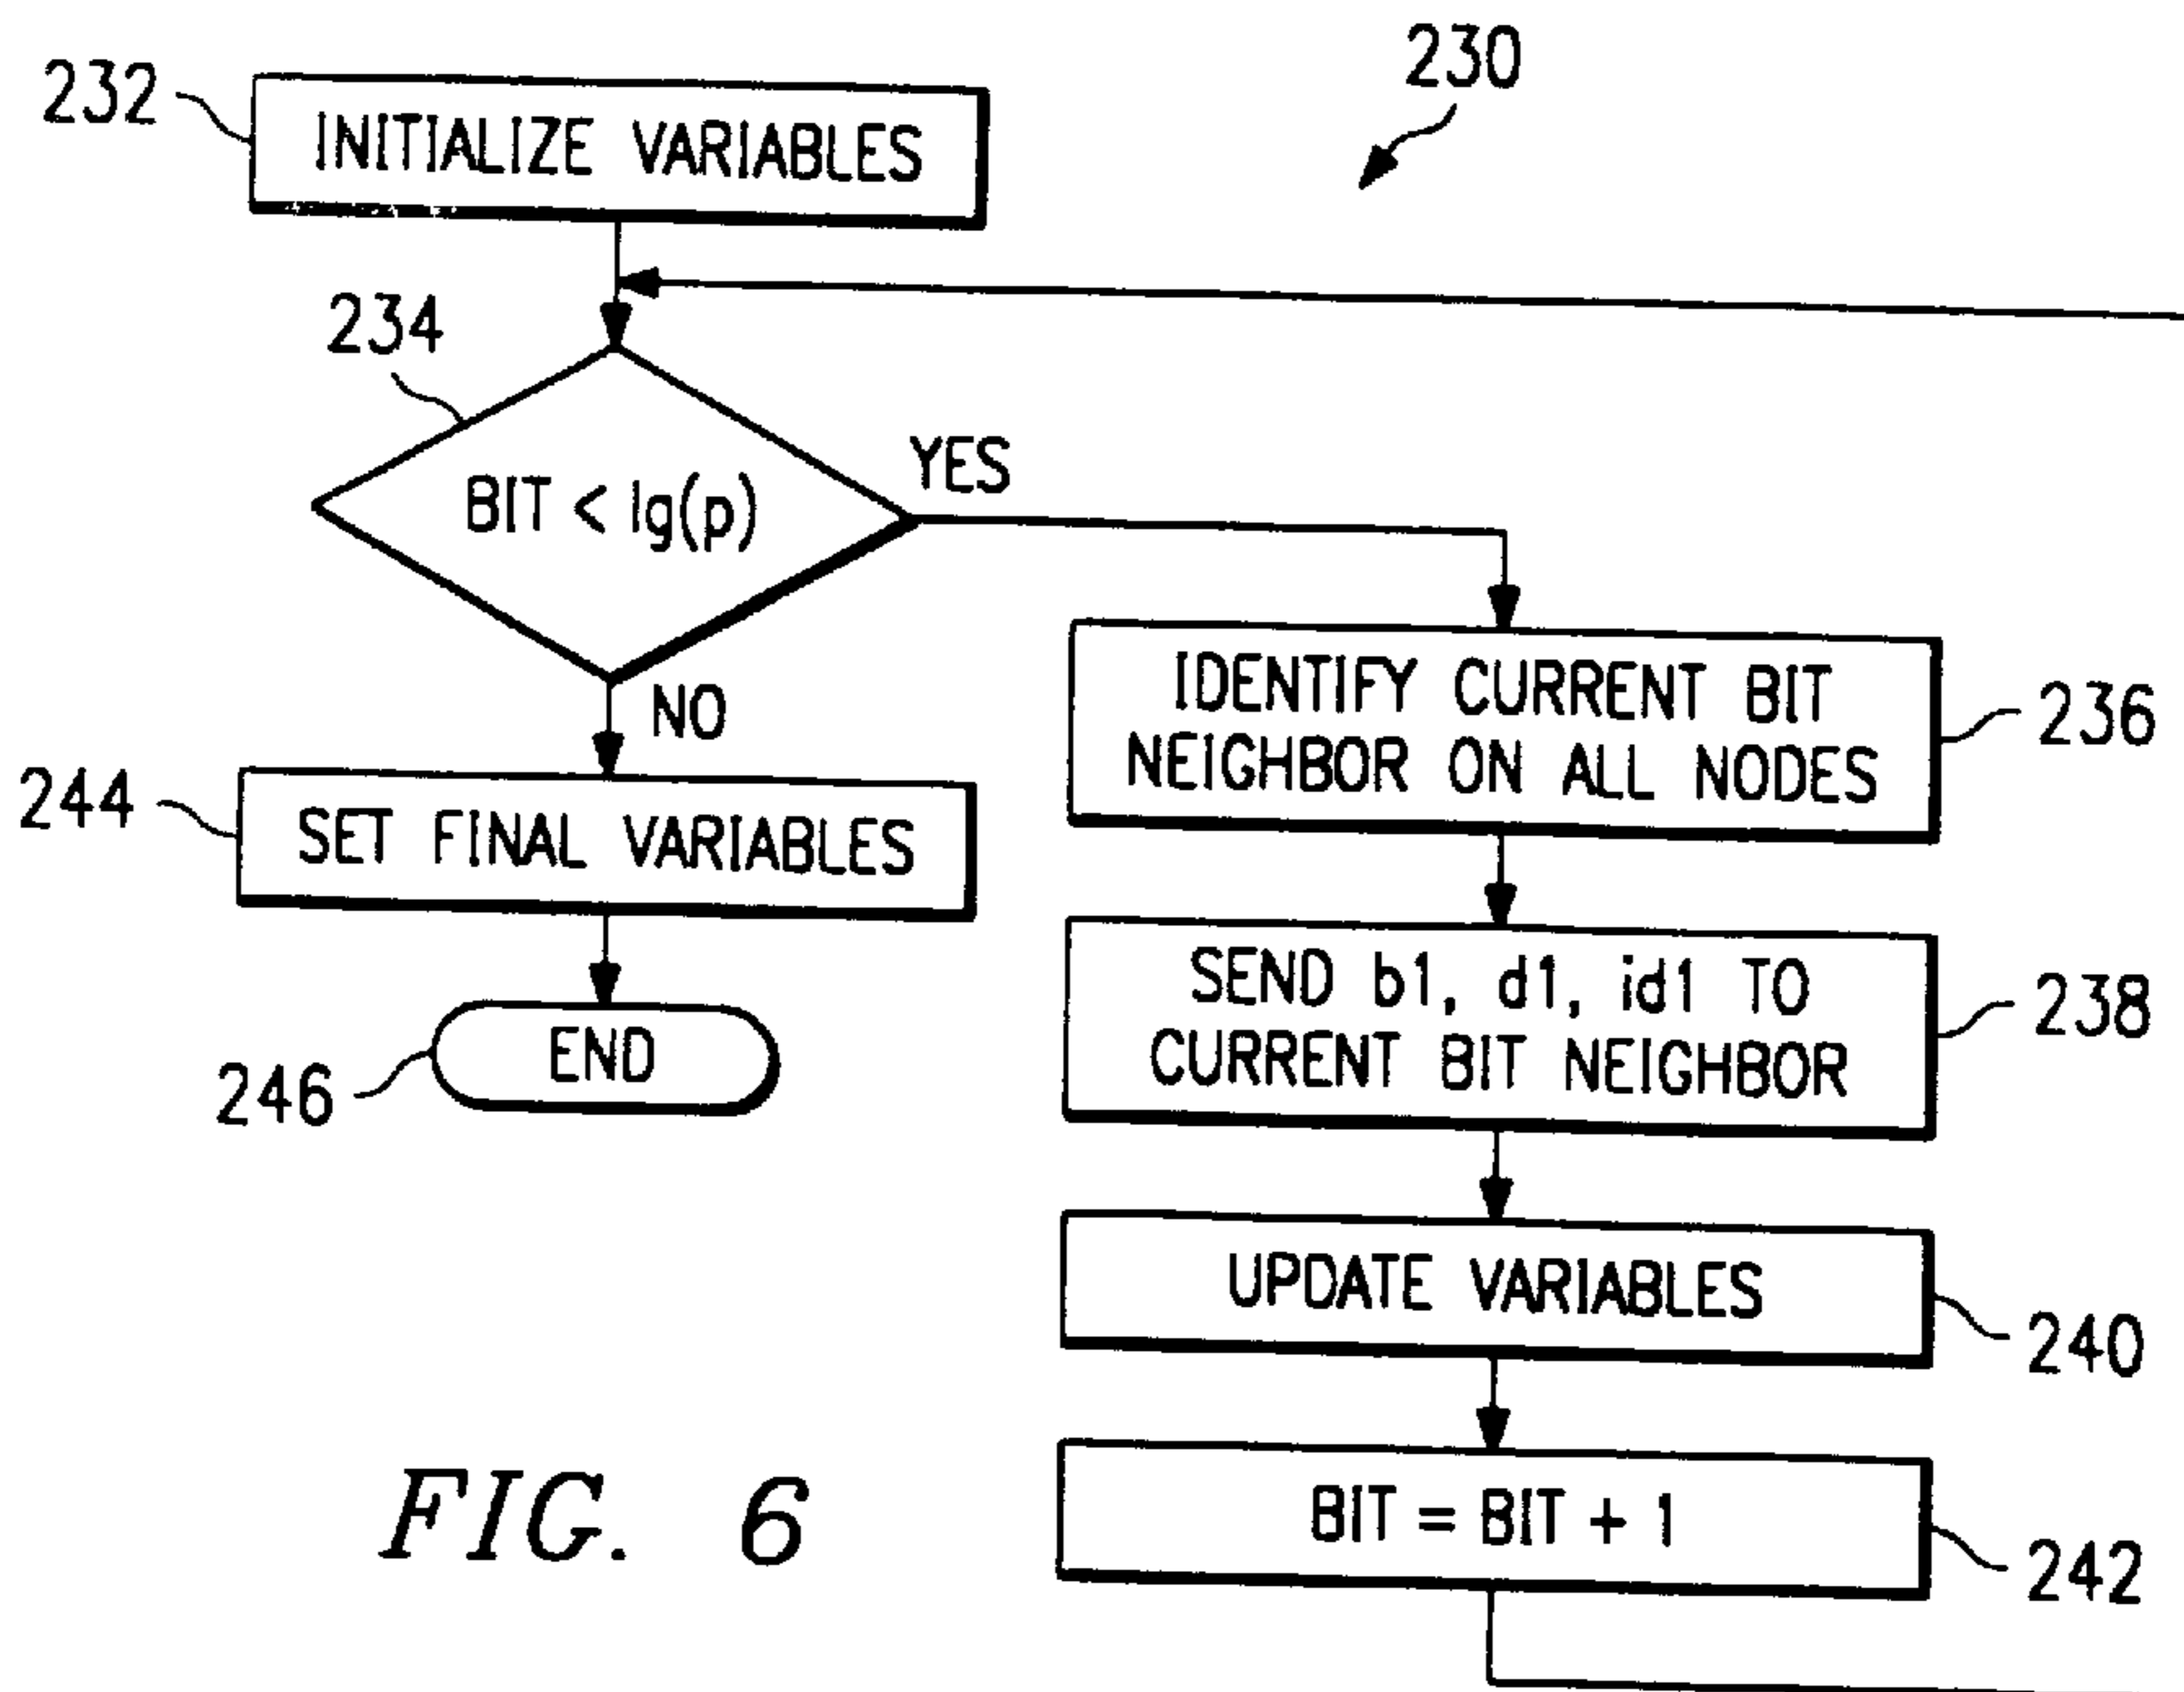 230
232
INITIALIZE VARIABLES
234
BIT < lg(p)
YES
NO
236
IDENTIFY CURRENT BIT
NEIGHBOR ON ALL NODES
244
SET FINAL VARIABLES
238
SEND b1, d1, id1 TO
CURRENT BIT NEIGHBOR
246
END
UPDATE VARIABLES
240
BIT = BIT + 1
242
FIG. 6